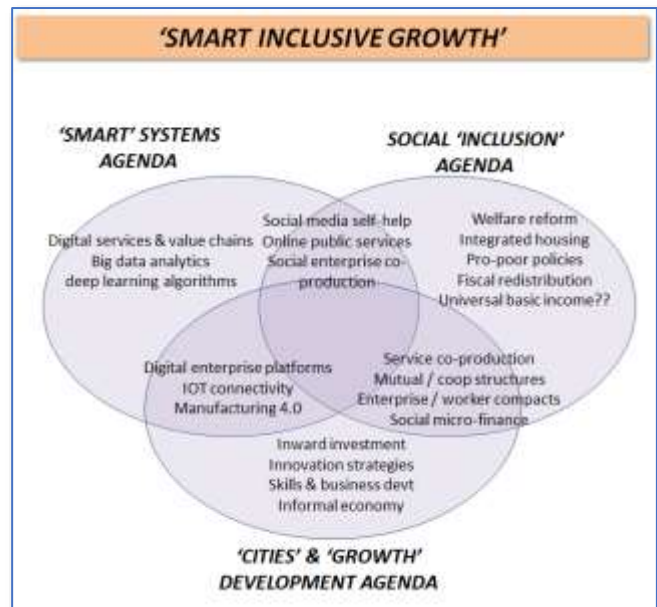 ‘SMART INCLUSIVE GROWTH’
‘SMART’ SYSTEMS
AGENDA
SOCIAL ‘INCLUSION’
AGENDA
Digital services & value chains
Big data analytics
deep learning algorithms
Social media self-help
Online public services
Social enterprise co-
production
Welfare reform
Integrated housing
Pro-poor policies
Fiscal redistribution
Universal basic income??
Digital enterprise platforms
IOT connectivity
Manufacturing 4.0
Service co-production
Mutual / coop structures
Enterprise / worker compacts
Social micro-finance
Inward investment
Innovation strategies
Skills & business devt
Informal economy
‘CITIES’ & ‘GROWTH’
DEVELOPMENT AGENDA